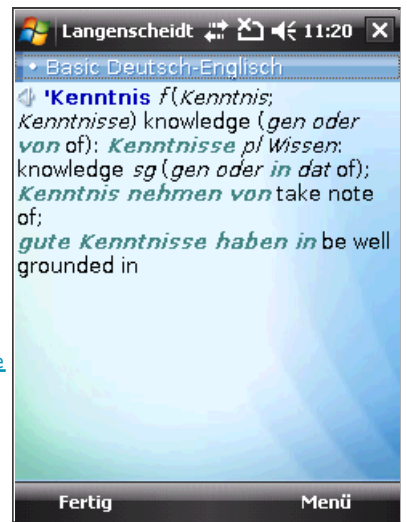 Langenscheidt 11:20
• Basic Deutsch-Englisch
'Kenntnis f (Kenntnis;
Kenntnisse) knowledge (gen oder
von of): Kenntnisse pl Wissen:
knowledge sg (gen oder in dat of);
Kenntnis nehmen von take note
of;
gute Kenntnisse haben in be well
grounded in
e
Fertig Menü